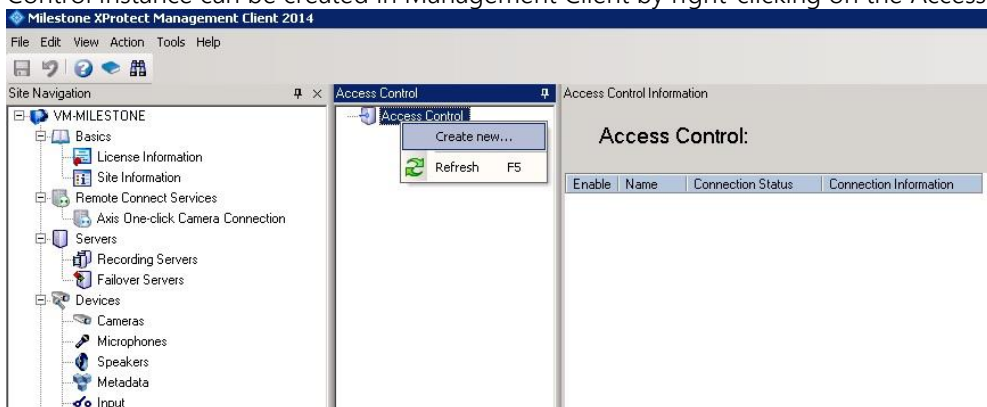 Control instance can be created in Management Client by right-clicking on the Access
Milestone XProtect Management Client 2014
File Edit View Action Tools Help
Site Navigation
VM-MILESTONE
Basics
License Information
Site Information
Remote Connect Services
Axis One-click Camera Connection
Servers
Recording Servers
Failover Servers
Devices
Cameras
Microphones
Speakers
Metadata
Input
Access Control
Access Control
Create new...
Refresh F5
Access Control Information
Access Control:
Enable Name Connection Status Connection Information